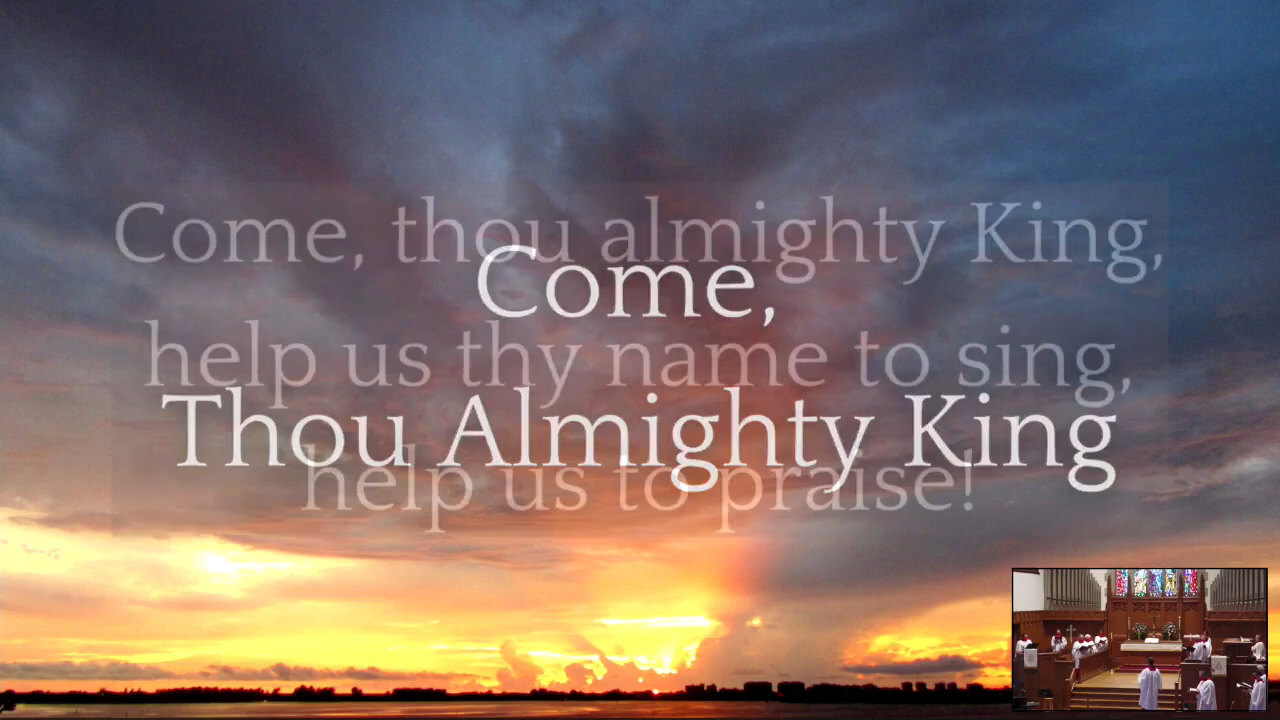 Come, thou almighty King,
Come,
help us thy name to sing,
Thou Almighty King
help us to praise!